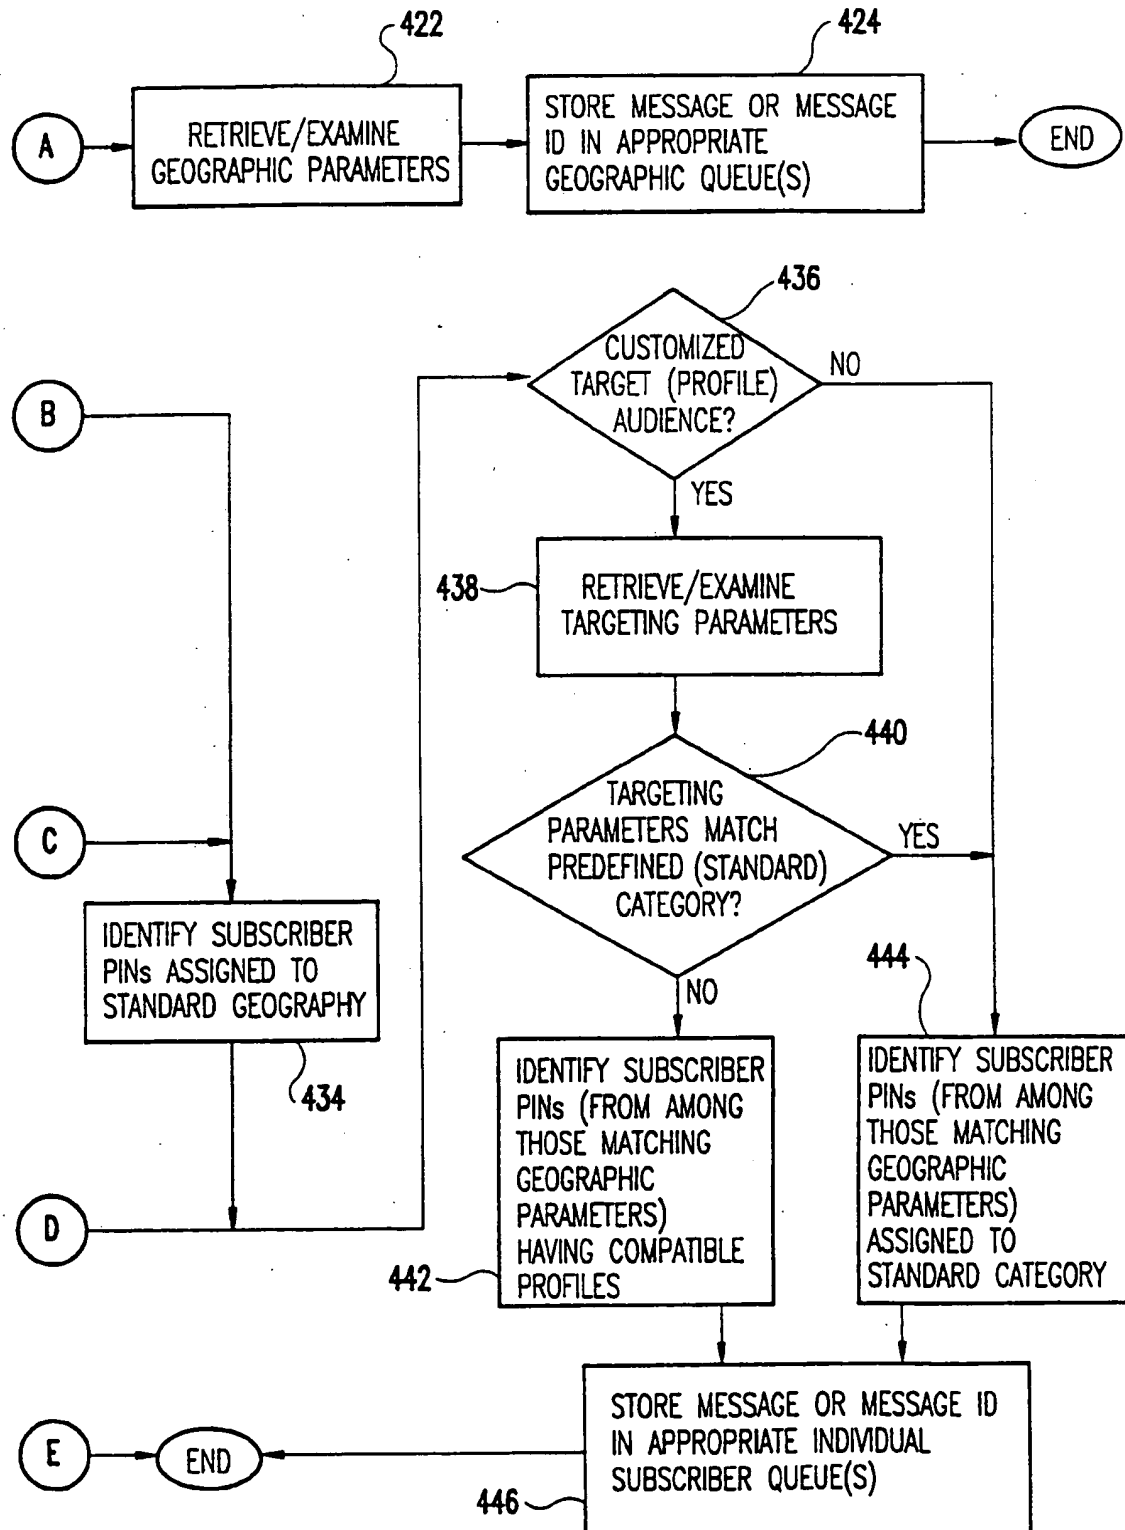 422
424
A
RETRIEVE/EXAMINE
GEOGRAPHIC PARAMETERS
STORE MESSAGE OR MESSAGE
ID IN APPROPRIATE
GEOGRAPHIC QUEUE(S)
END
436
CUSTOMIZED
TARGET (PROFILE)
AUDIENCE?
NO
B
YES
438
RETRIEVE/EXAMINE
TARGETING PARAMETERS
440
TARGETING
PARAMETERS MATCH
PREDEFINED (STANDARD)
CATEGORY?
YES
C
NO
IDENTIFY SUBSCRIBER
PINs ASSIGNED TO
STANDARD GEOGRAPHY
434
444
IDENTIFY SUBSCRIBER
PINs (FROM AMONG
THOSE MATCHING
GEOGRAPHIC
PARAMETERS)
HAVING COMPATIBLE
PROFILES
442
IDENTIFY SUBSCRIBER
PINs (FROM AMONG
THOSE MATCHING
GEOGRAPHIC
PARAMETERS)
ASSIGNED TO
STANDARD CATEGORY
D
E
END
STORE MESSAGE OR MESSAGE ID
IN APPROPRIATE INDIVIDUAL
SUBSCRIBER QUEUE(S)
446